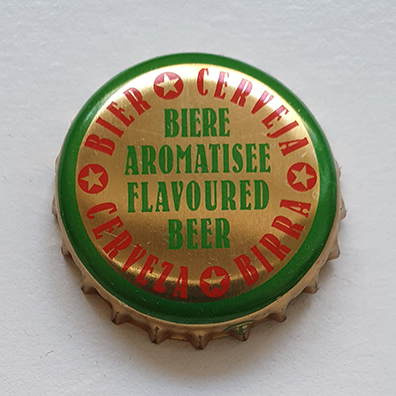 BIERE
AROMATISEE
FLAVOURED
BEER
BIER
CERVEJA
BIRRA
CERVEZA